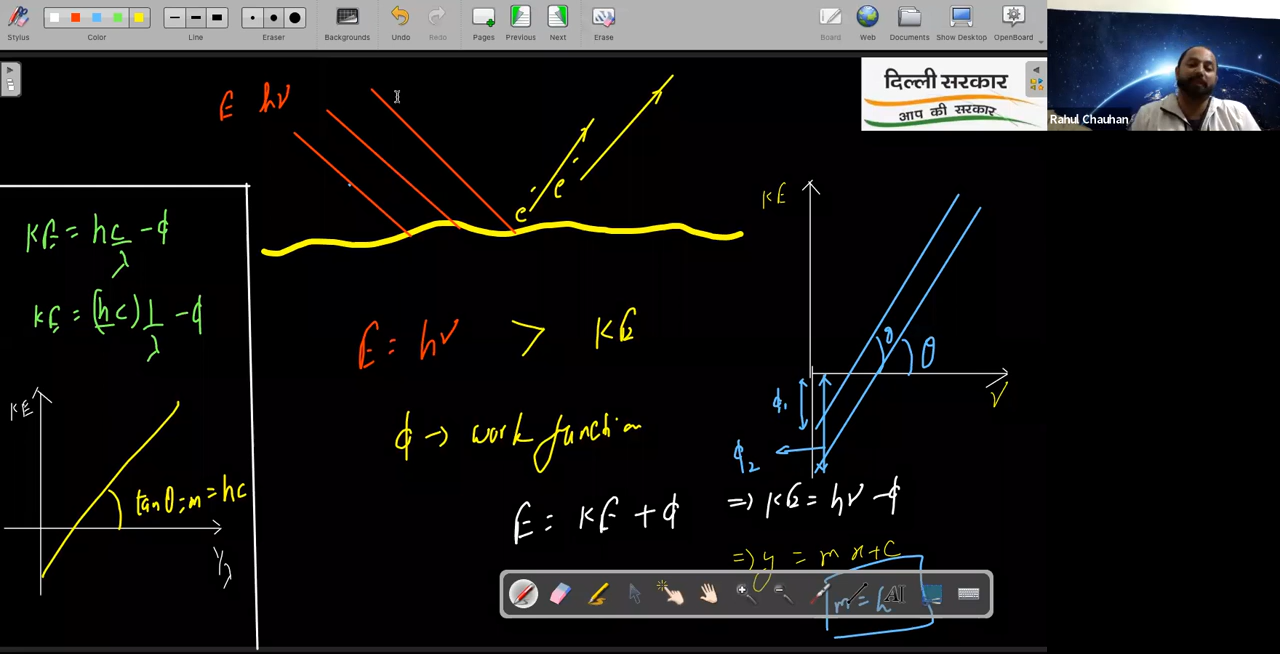 Stylus
Color
Line
Eraser
Backgrounds
Undo
Redo
Pages
Previous
Next
Erase
Board
Web
Documents
Show Desktop
OpenBoard
दिल्ली सरकार
आप की सरकार
Rahul Chauhan
E hν
e⁻ e⁻
KE = hc/λ - ϕ
KE = (hc) 1/λ - ϕ
KE
tanθ = m = hc
1/λ
E = hν > KE
ϕ → work function
E = KE + ϕ
KE
θ θ
ν
ϕ₁
ϕ₂
⇒ KE = hν - ϕ
⇒ y = mx + c
m = h